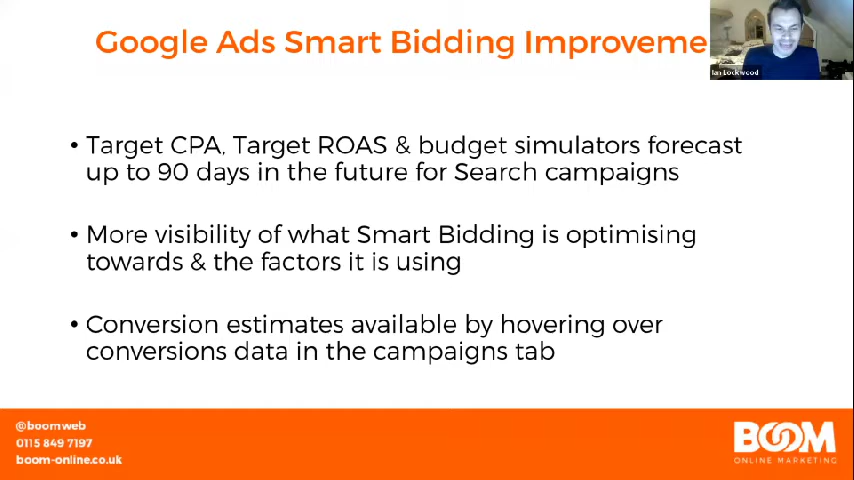 Google Ads Smart Bidding Improveme
Ian Lockwood
• Target CPA, Target ROAS & budget simulators forecast
up to 90 days in the future for Search campaigns
• More visibility of what Smart Bidding is optimising
towards & the factors it is using
• Conversion estimates available by hovering over
conversions data in the campaigns tab
@boomweb
0115 849 7197
boom-online.co.uk
BOOM
ONLINE MARKETING